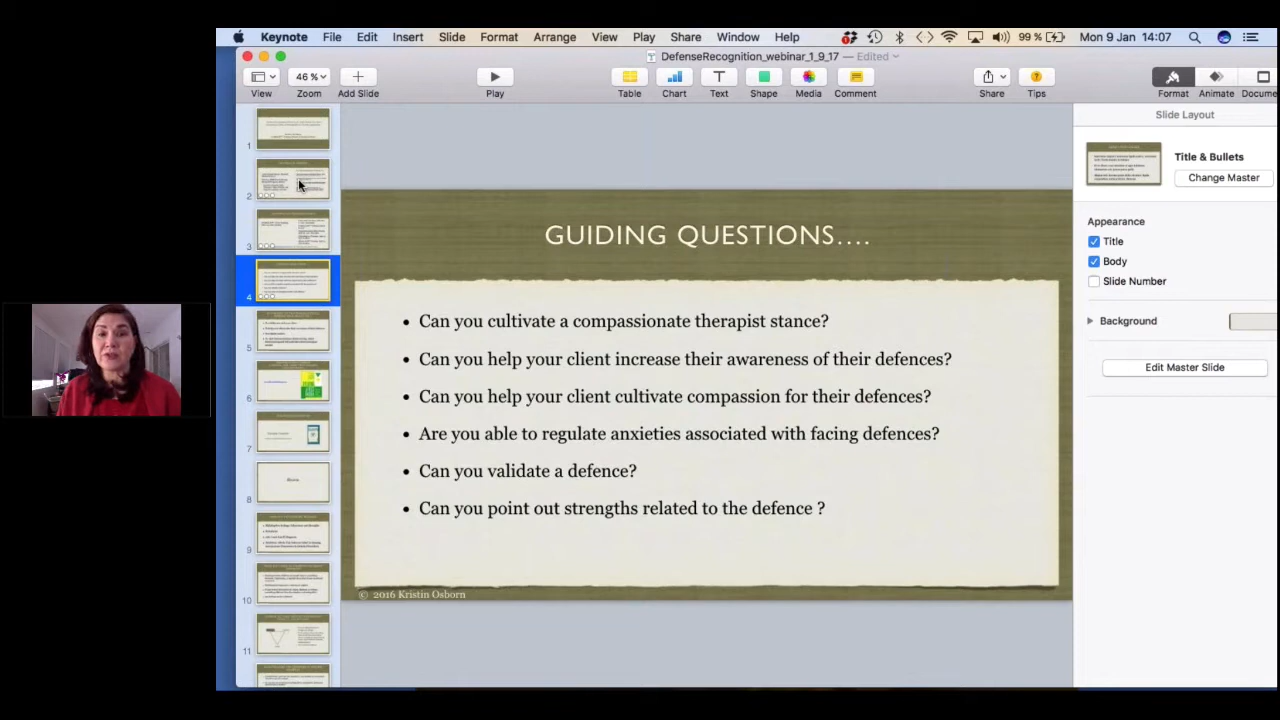 Keynote File Edit Insert Slide Format Arrange View Play Share Window Help 1 99 % Mon 9 Jan 14:07
DefenseRecognition_webinar_1_9_17 — Edited
46 %
View Zoom Add Slide Play Table Chart Text Shape Media Comment Share Tips Format Animate Docume
Slide Layout
Title & Bullets
Change Master
Appearance
Title
Body
Slide Number
Background
Edit Master Slide
1
2
3
4
5
6
7
8
9
10
11
GUIDING QUESTIONS....
• Can you cultivate a compassionate therapist stance?
• Can you help your client increase their awareness of their defences?
• Can you help your client cultivate compassion for their defences?
• Are you able to regulate anxieties associated with facing defences?
• Can you validate a defence?
• Can you point out strengths related to the defence ?
© 2016 Kristin Osborn